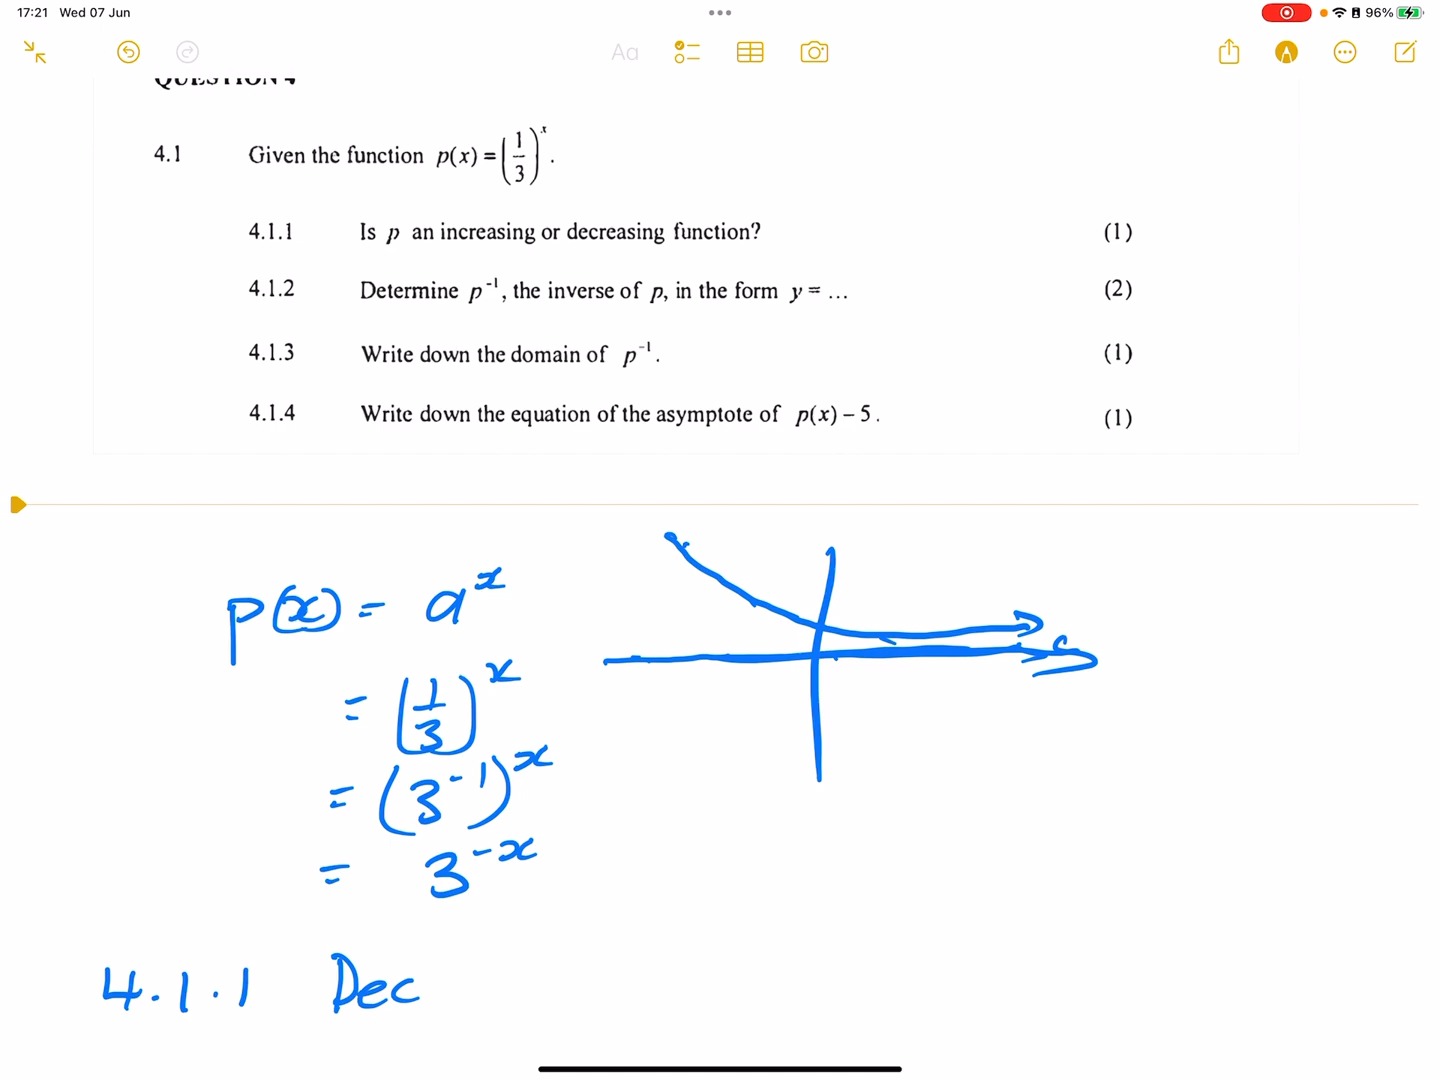 17:21 Wed 07 Jun
96%
Aa
QUESTION 4
4.1 Given the function p(x) = (1/3)^x.
4.1.1 Is p an increasing or decreasing function? (1)
4.1.2 Determine p^-1, the inverse of p, in the form y = ... (2)
4.1.3 Write down the domain of p^-1. (1)
4.1.4 Write down the equation of the asymptote of p(x) – 5. (1)
p(x) = a^x
= (1/3)^x
= (3^-1)^x
= 3^-x
4.1.1 Dec